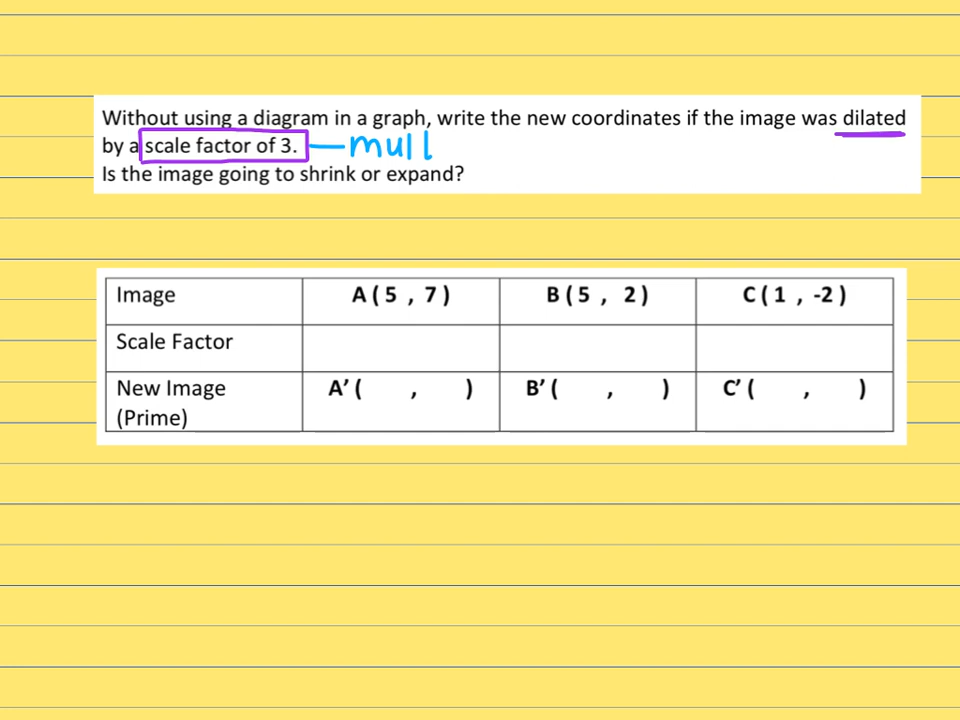 Without using a diagram in a graph, write the new coordinates if the image was dilated
by a scale factor of 3. mull
Is the image going to shrink or expand?
Image A ( 5 , 7 ) B ( 5 , 2 ) C ( 1 , -2 )
Scale Factor
New Image A’ ( , ) B’ ( , ) C’ ( , )
(Prime)